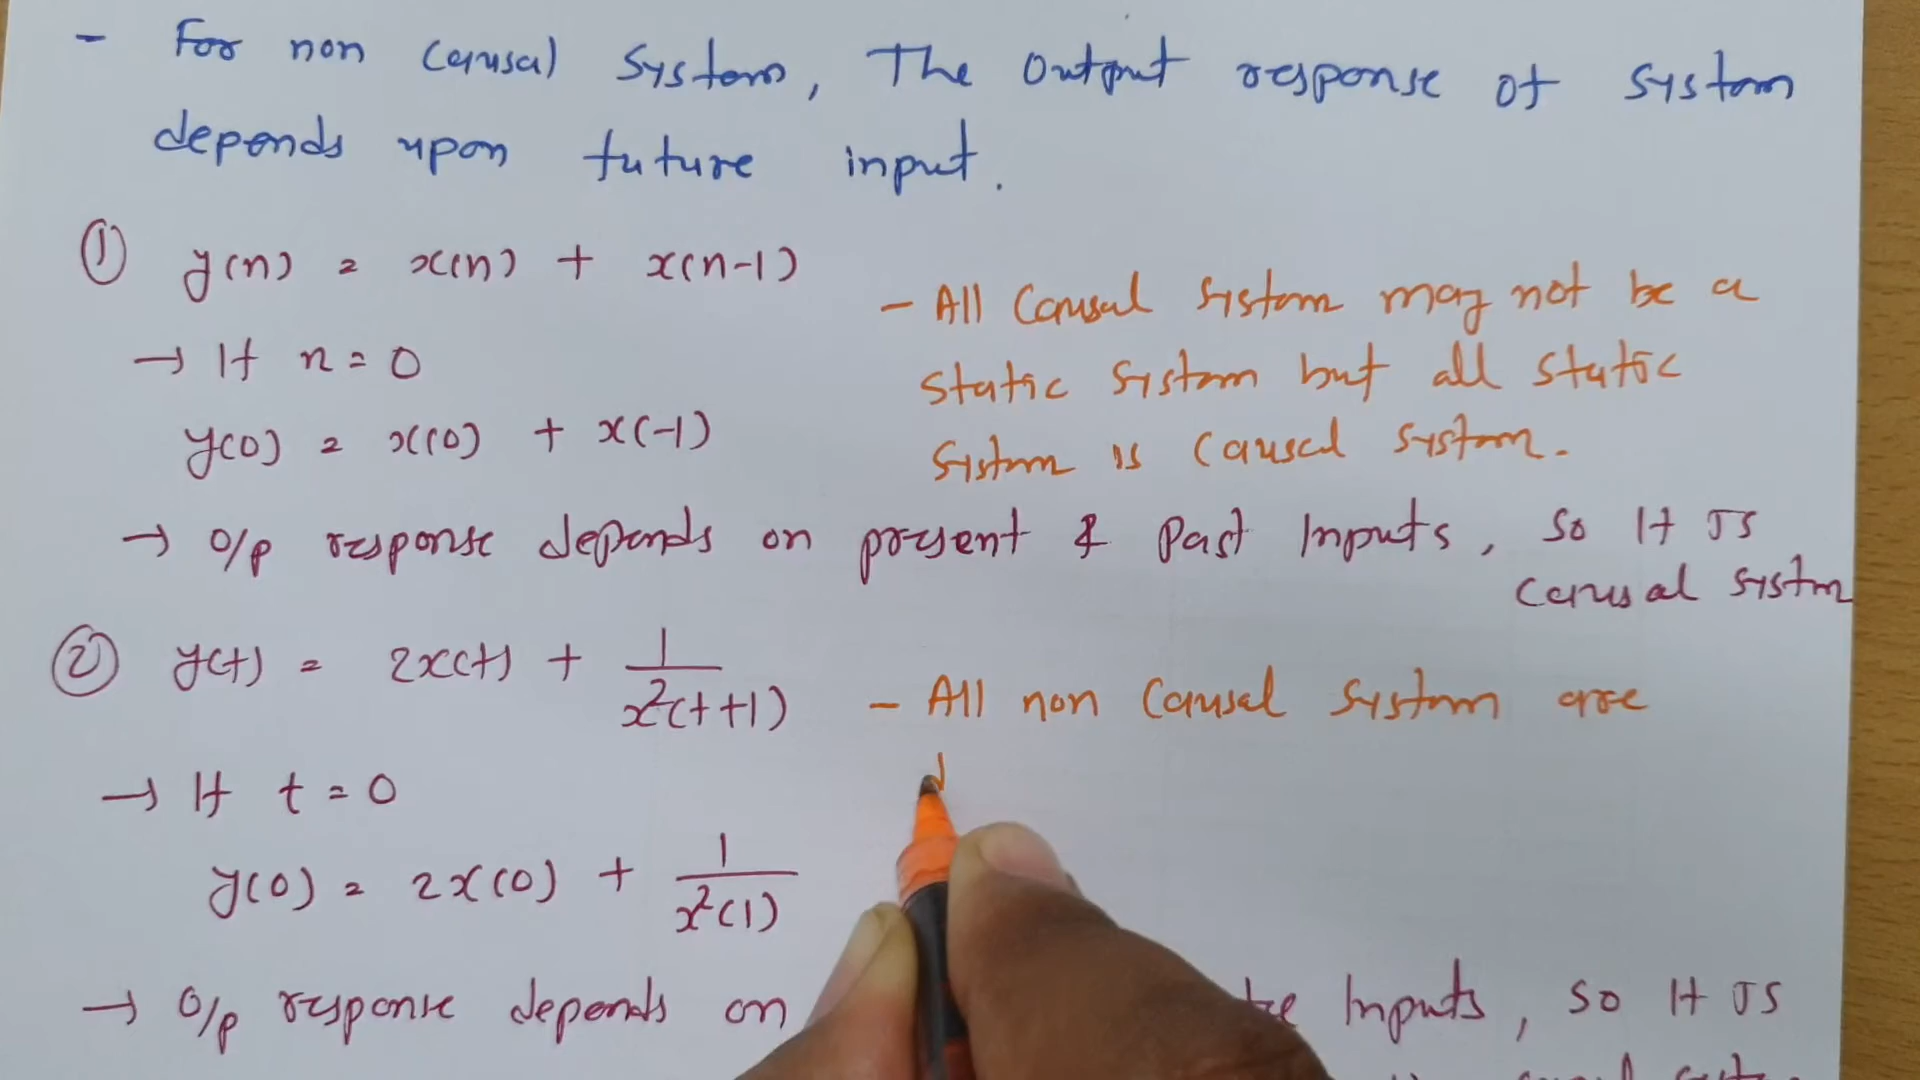 - For non causal system, The output response of system
depends upon future input.
① y(n) = x(n) + x(n-1)
→ If n = 0
y(0) = x(0) + x(-1)
- All causal system may not be a
static system but all static
system is causal system.
→ O/p response depends on present & past Inputs, so It Is
causal systm
② y(t) = 2x(t) + 1/x²(t+1)
- All non causal system are
d
→ If t = 0
y(0) = 2x(0) + 1/x²(1)
→ O/p response depends on Inputs, so It Is